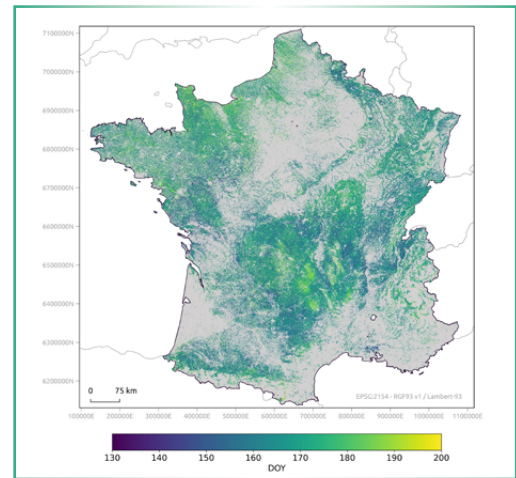 7100000N
7000000N
6900000N
6800000N
6700000N
6600000N
6500000N
6400000N
6300000N
6200000N
0 75 km
EPSG:2154 - RGF93 v1 / Lambert-93
100000E 200000E 300000E 400000E 500000E 600000E 700000E 800000E 900000E 1000000E 1100000E
130 140 150 160 170 180 190 200
DOY